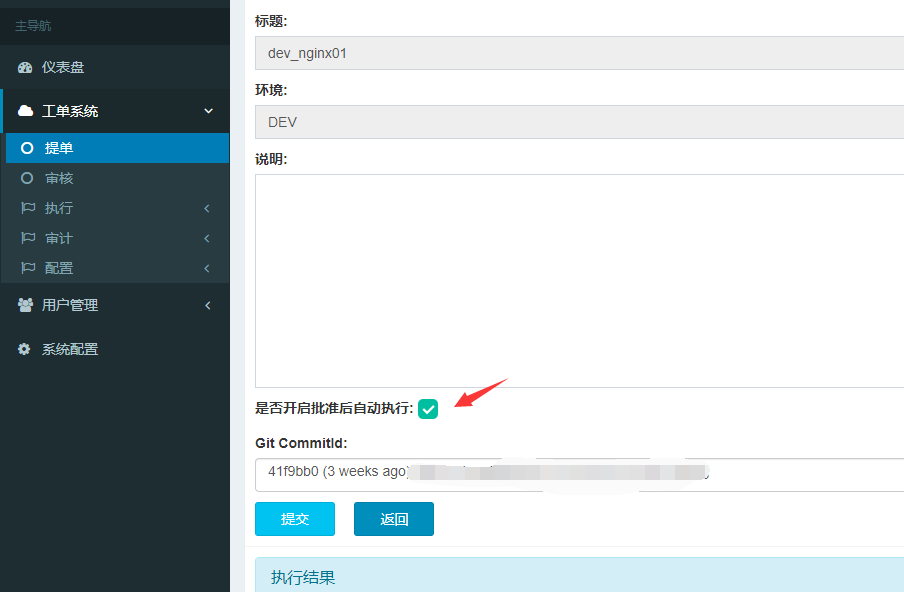 主导航
仪表盘
工单系统
提单
审核
执行
审计
配置
用户管理
系统配置
标题:
dev_nginx01
环境:
DEV
说明:
是否开启批准后自动执行:
Git CommitId:
41f9bb0 (3 weeks ago)
提交
返回
执行结果